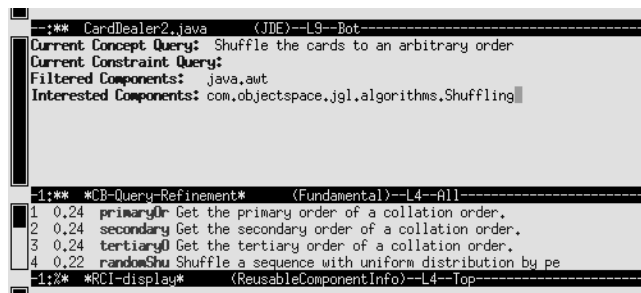 --:** CardDealer2.java (JDE)--L9--Bot--------------------------------
Current Concept Query: Shuffle the cards to an arbitrary order
Current Constraint Query:
Filtered Components: java.awt
Interested Components: com.objectspace.jgl.algorithms.Shuffling
-1:** *CB-Query-Refinement* (Fundamental)--L4--All--------------------
1 0.24 primaryOr Get the primary order of a collation order.
2 0.24 secondary Get the secondary order of a collation order.
3 0.24 tertiaryO Get the tertiary order of a collation order.
4 0.22 randomShu Shuffle a sequence with uniform distribution by pe
-1:%* *RCI-display* (ReusableComponentInfo)--L4--Top------------------